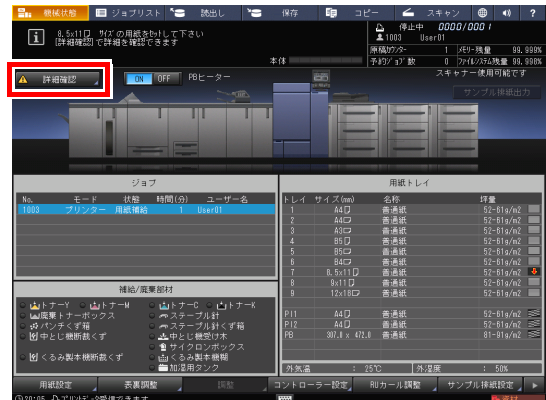 機械状態
ジョブリスト
読出し
保存
コピー
スキャン
?
8.5x11 サイズの用紙をセットして下さい
[詳細確認]で詳細を確認できます
停止中 0000/0001
1003 User01
本体
原稿カウンター 1 メモリー残量 99.999%
予約ジョブ数 0 ファイルシステム残量 99.998%
スキャナー使用可能です
詳細確認
ON OFF PBヒーター
サンプル排紙出力
ジョブ
No. モード 状態 時間(分) ユーザー名
1003 プリンター 用紙補給 1 User01
補給/廃棄部材
トナーY トナーM トナーC トナーK
廃棄トナーボックス ステープル針
パンチくず箱 ステープル針くず箱
中とじ機断裁くず 中とじ機受け木
サイクロンボックス
くるみ製本機断裁くず くるみ製本機糊
加湿用タンク
用紙トレイ
トレイ サイズ(mm) 名称 坪量
1 A4 普通紙 52-61g/m2
2 A4 普通紙 52-61g/m2
3 A3 普通紙 52-61g/m2
4 B5 普通紙 52-61g/m2
5 B5 普通紙 52-61g/m2
6 B4 普通紙 52-61g/m2
7 8.5x11 普通紙 52-61g/m2
8 9x11 普通紙 52-61g/m2
9 12x18 普通紙 52-61g/m2
PI1 A4 普通紙 52-61g/m2
PI2 A4 普通紙 52-61g/m2
PB 307.0 x 472.0 普通紙 81-91g/m2
外気温 : 25℃ 外湿度 : 50%
用紙設定
表裏調整
調整
コントローラー設定
RUカール調整
サンプル排紙設定